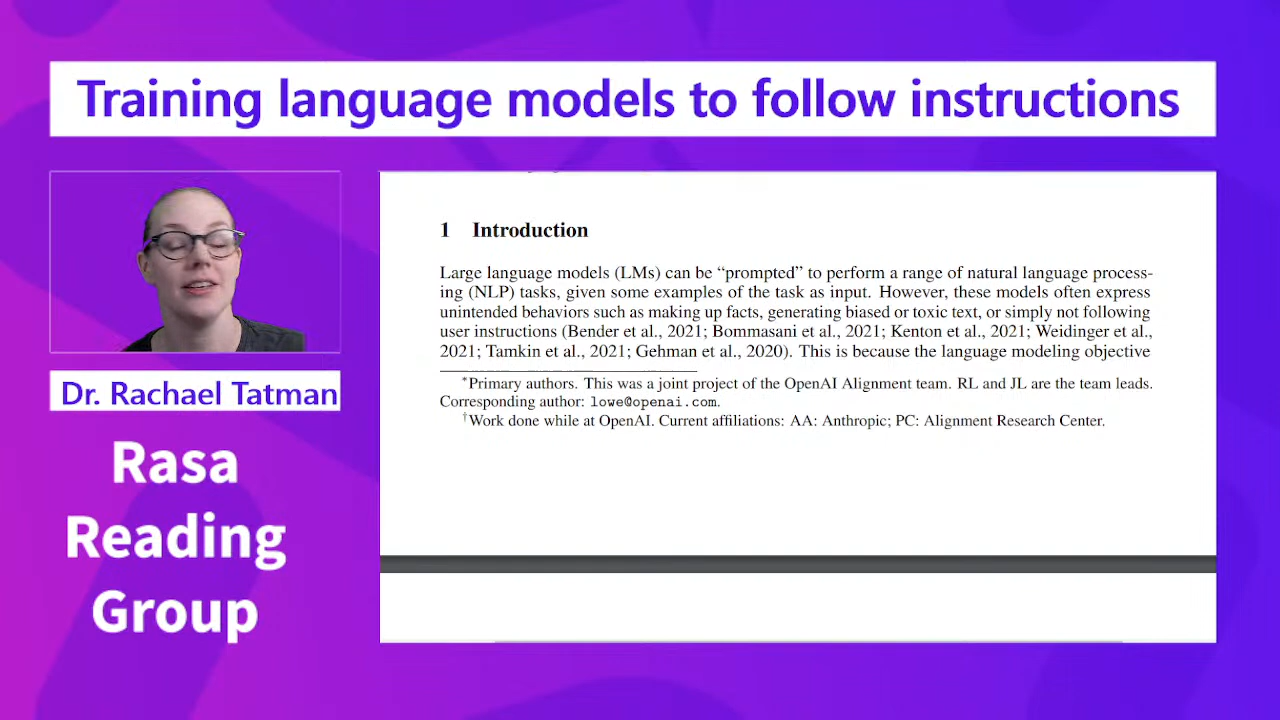 Training language models to follow instructions
Dr. Rachael Tatman
Rasa
Reading
Group
1 Introduction
Large language models (LMs) can be “prompted” to perform a range of natural language process-
ing (NLP) tasks, given some examples of the task as input. However, these models often express
unintended behaviors such as making up facts, generating biased or toxic text, or simply not following
user instructions (Bender et al., 2021; Bommasani et al., 2021; Kenton et al., 2021; Weidinger et al.,
2021; Tamkin et al., 2021; Gehman et al., 2020). This is because the language modeling objective
*Primary authors. This was a joint project of the OpenAI Alignment team. RL and JL are the team leads.
Corresponding author: lowe@openai.com.
†Work done while at OpenAI. Current affiliations: AA: Anthropic; PC: Alignment Research Center.